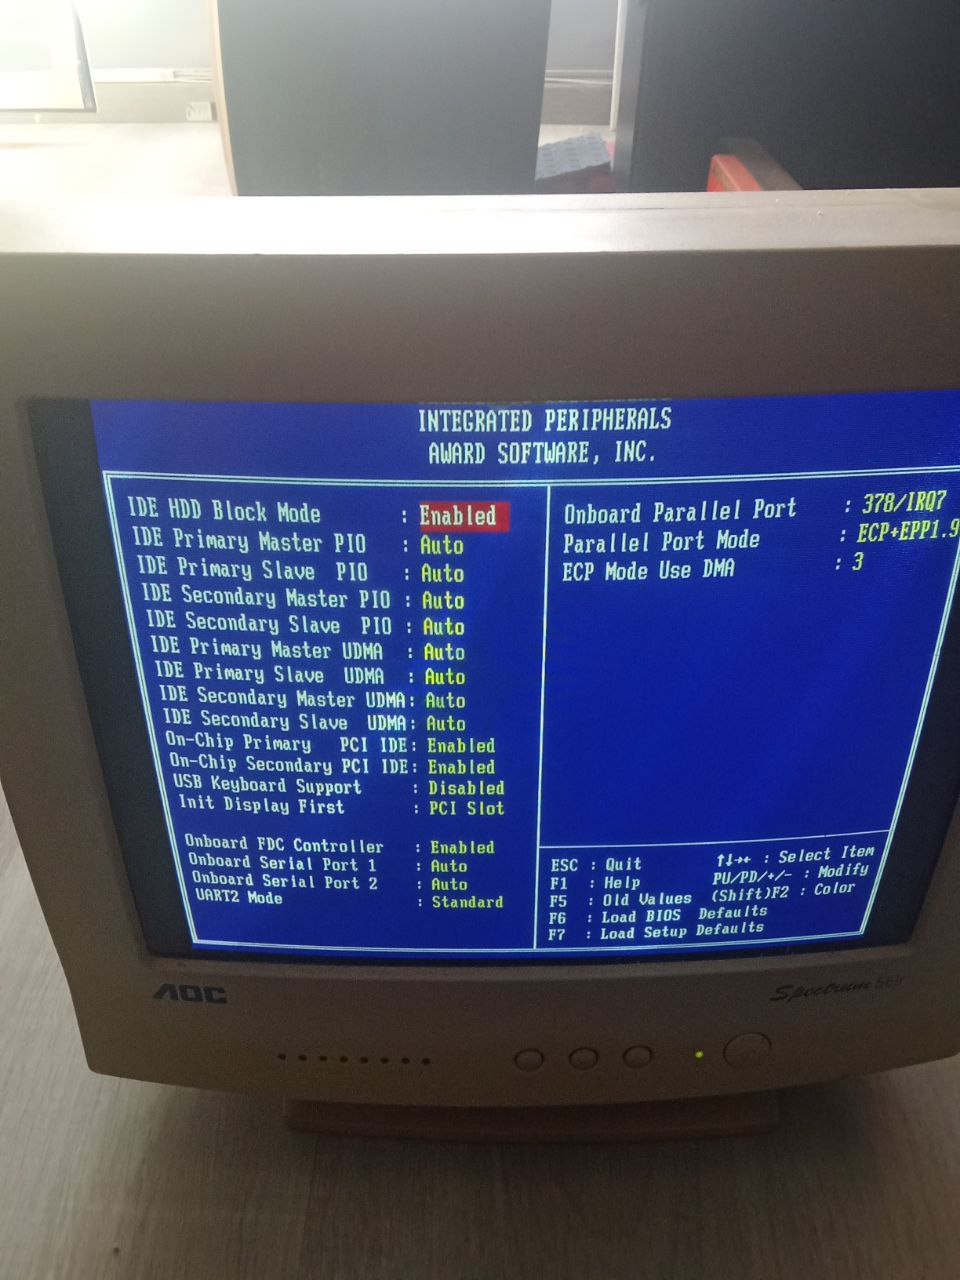 INTEGRATED PERIPHERALS
AWARD SOFTWARE, INC.
IDE HDD Block Mode : Enabled
IDE Primary Master PIO : Auto
IDE Primary Slave PIO : Auto
IDE Secondary Master PIO : Auto
IDE Secondary Slave PIO : Auto
IDE Primary Master UDMA : Auto
IDE Primary Slave UDMA : Auto
IDE Secondary Master UDMA: Auto
IDE Secondary Slave UDMA: Auto
On-Chip Primary PCI IDE: Enabled
On-Chip Secondary PCI IDE: Enabled
USB Keyboard Support : Disabled
Init Display First : PCI Slot
Onboard FDC Controller : Enabled
Onboard Serial Port 1 : Auto
Onboard Serial Port 2 : Auto
UART2 Mode : Standard
Onboard Parallel Port : 378/IRQ7
Parallel Port Mode : ECP+EPP1.9
ECP Mode Use DMA : 3
ESC : Quit ↑↓→← : Select Item
F1 : Help PU/PD/+/- : Modify
F5 : Old Values (Shift)F2 : Color
F6 : Load BIOS Defaults
F7 : Load Setup Defaults
AOC
Spectrum